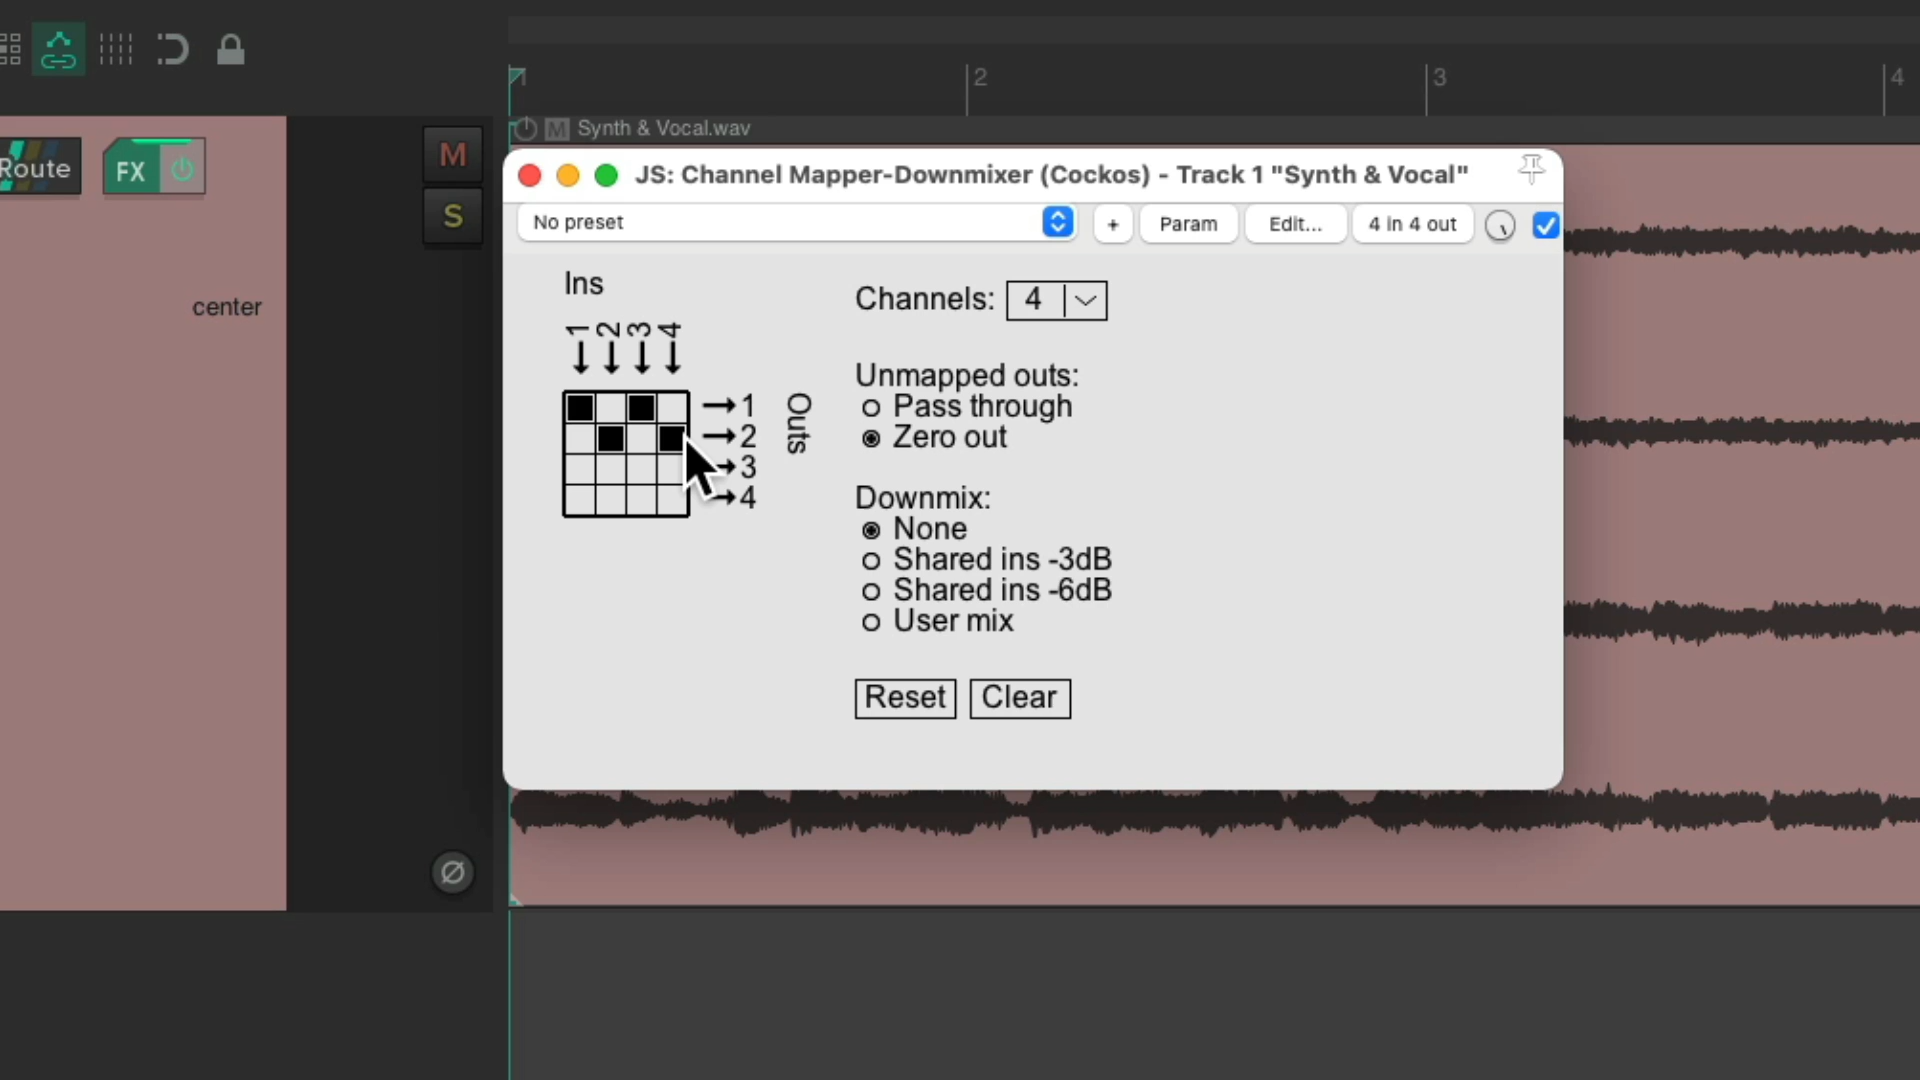 1 2 3 4
Route FX M
S
center
M Synth & Vocal.wav
JS: Channel Mapper-Downmixer (Cockos) - Track 1 "Synth & Vocal"
No preset + Param Edit... 4 in 4 out
Ins
1 2 3 4
1
2
3
4
Outs
Channels: 4
Unmapped outs:
Pass through
Zero out
Downmix:
None
Shared ins -3dB
Shared ins -6dB
User mix
Reset Clear